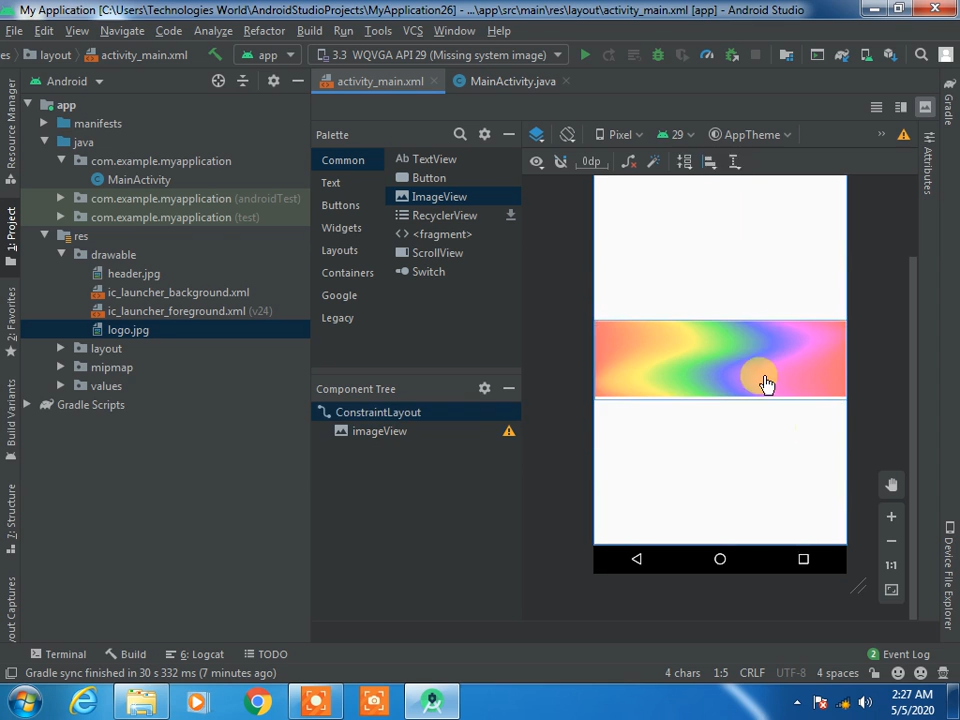 My Application [C:\Users\Technologies World\AndroidStudioProjects\MyApplication26] - ...\app\src\main\res\layout\activity_main.xml [app] - Android Studio
File Edit View Navigate Code Analyze Refactor Build Run Tools VCS Window Help
es layout activity_main.xml app 3.3 WQVGA API 29 (Missing system image)
Android activity_main.xml MainActivity.java
Resource Manager
1: Project
2: Favorites
Build Variants
7: Structure
yout Captures
app
manifests
java
com.example.myapplication
MainActivity
com.example.myapplication (androidTest)
com.example.myapplication (test)
res
drawable
header.jpg
ic_launcher_background.xml
ic_launcher_foreground.xml (v24)
logo.jpg
layout
mipmap
values
Gradle Scripts
Palette
Common
Text
Buttons
Widgets
Layouts
Containers
Google
Legacy
Ab TextView
Button
ImageView
RecyclerView
<fragment>
ScrollView
Switch
Component Tree
ConstraintLayout
imageView
Pixel 29 AppTheme
0dp
1:1
Gradle
Attributes
Device File Explorer
Terminal Build 6: Logcat TODO 2 Event Log
Gradle sync finished in 30 s 332 ms (7 minutes ago) 4 chars 1:5 CRLF UTF-8 4 spaces
2:27 AM
5/5/2020